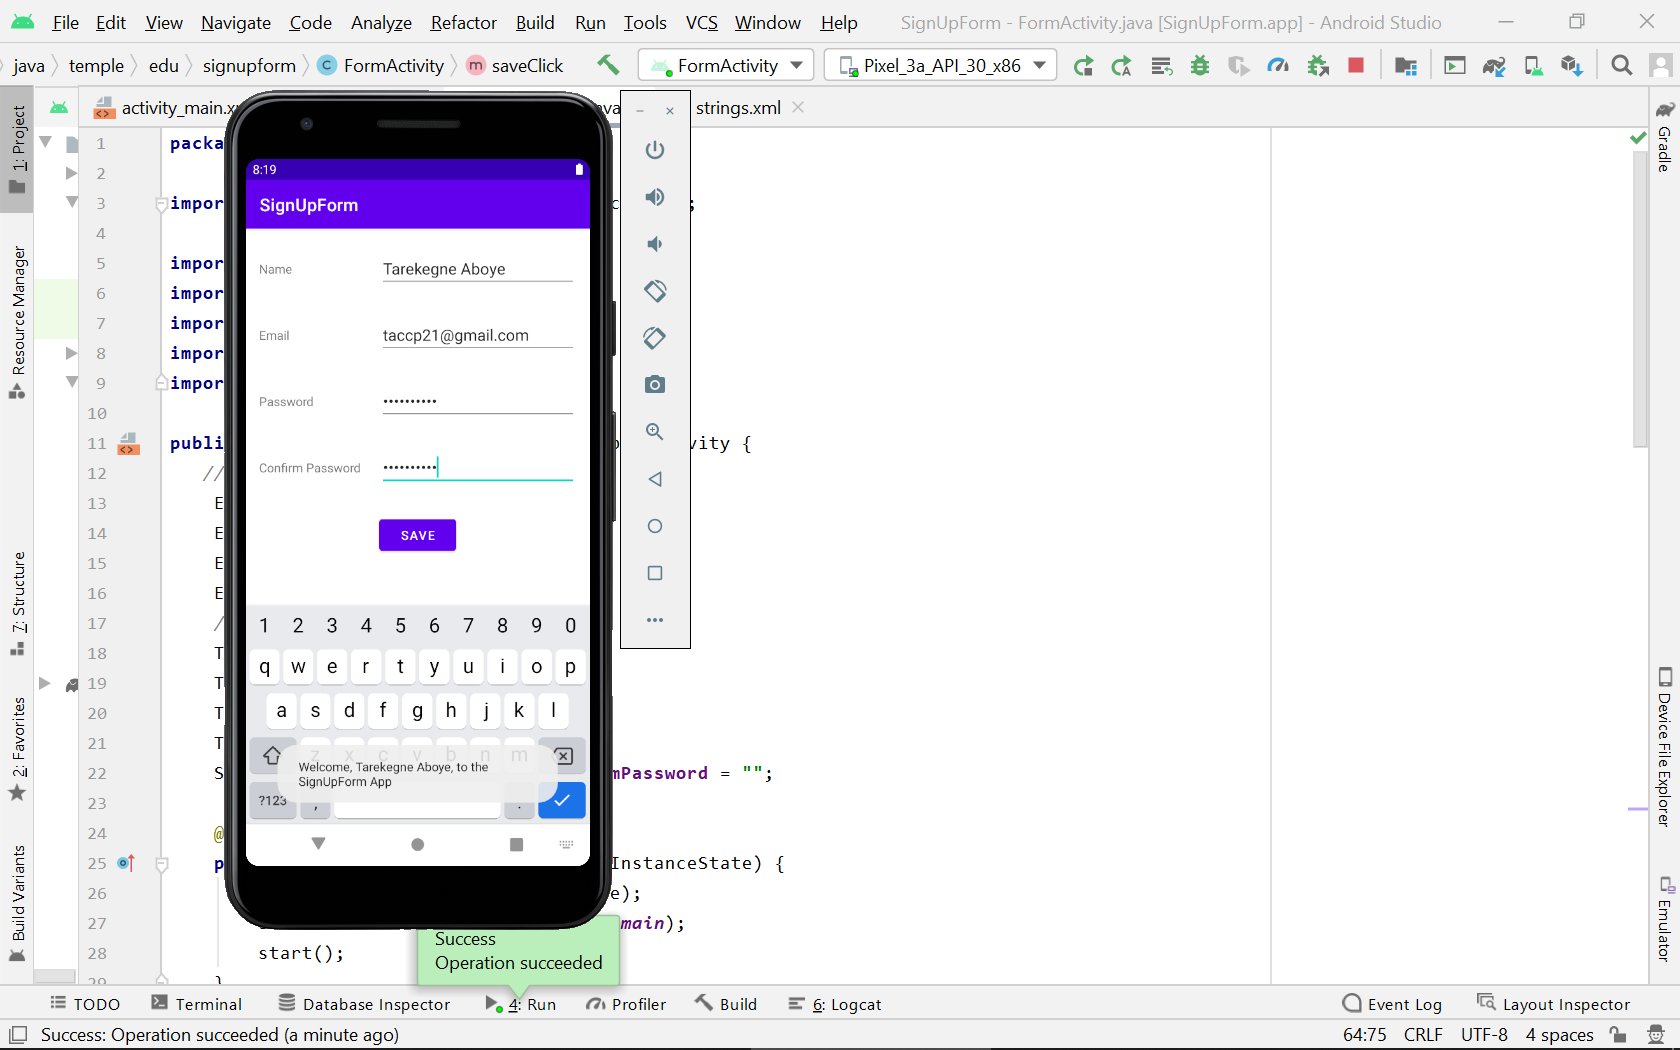 File Edit View Navigate Code Analyze Refactor Build Run Tools VCS Window Help SignUpForm - FormActivity.java [SignUpForm.app] - Android Studio
java temple edu signupform C FormActivity m saveClick FormActivity Pixel_3a_API_30_x86
activity_main.x ava strings.xml
1: Project
Resource Manager
7: Structure
2: Favorites
Build Variants
1 packa
2
3 impor c ;
4
5 impor
6 impor
7 impor
8 impor
9 impor
10
11 publi vity {
12 //
13 E
14 E
15 E
16 E
17 /
18 T
19 T
20 T
21 T
22 S mPassword = "";
23
24 @
25 p InstanceState) {
26 e);
27 main);
28 start();
29 }
8:19
SignUpForm
Name Tarekegne Aboye
Email taccp21@gmail.com
Password ••••••••••
Confirm Password ••••••••••
SAVE
1 2 3 4 5 6 7 8 9 0
q w e r t y u i o p
a s d f g h j k l
z x c v b n m
Welcome, Tarekegne Aboye, to the
SignUpForm App
?123 , .
Gradle
Device File Explorer
Emulator
Success
Operation succeeded
TODO Terminal Database Inspector 4: Run Profiler Build 6: Logcat Event Log Layout Inspector
Success: Operation succeeded (a minute ago) 64:75 CRLF UTF-8 4 spaces